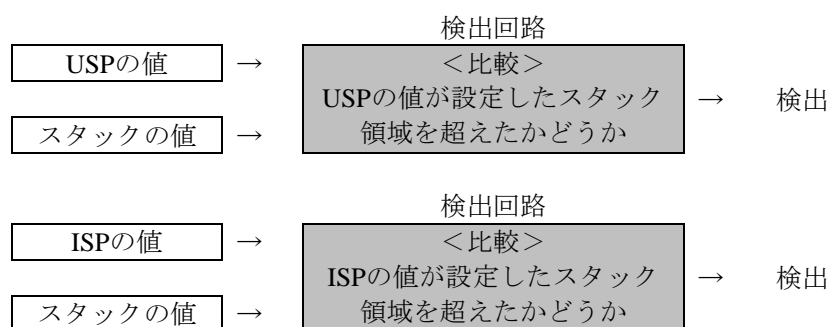 検出回路
USPの値 → <比較>
USPの値が設定したスタック → 検出
スタックの値 → 領域を超えたかどうか
検出回路
ISPの値 → <比較>
ISPの値が設定したスタック → 検出
スタックの値 → 領域を超えたかどうか